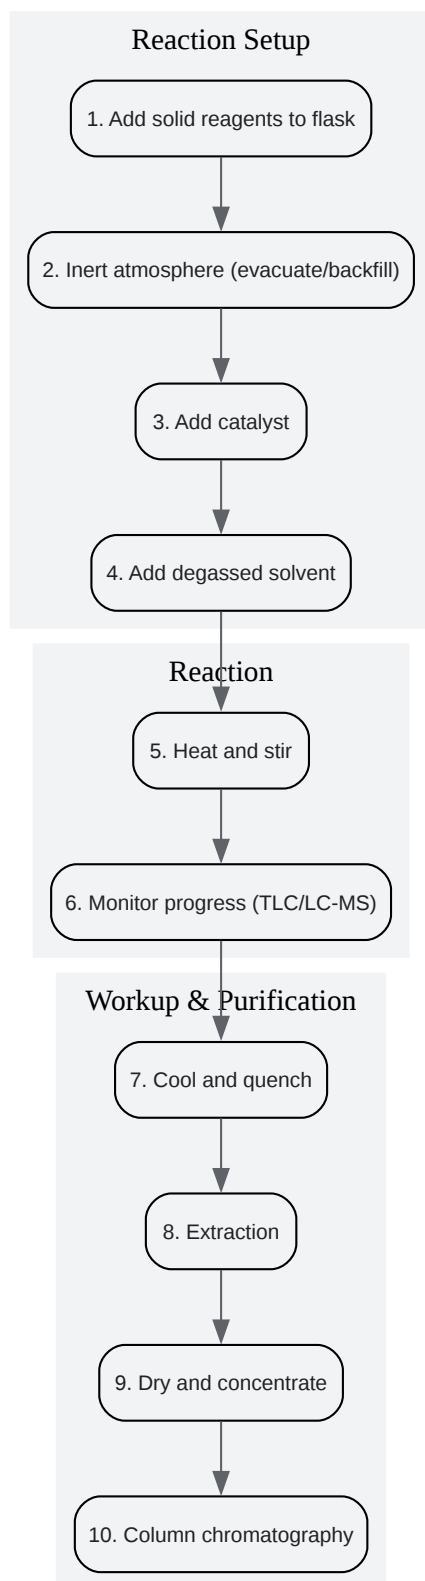 Reaction Setup
1. Add solid reagents to flask
2. Inert atmosphere (evacuate/backfill)
3. Add catalyst
4. Add degassed solvent
Reaction
5. Heat and stir
6. Monitor progress (TLC/LC-MS)
Workup & Purification
7. Cool and quench
8. Extraction
9. Dry and concentrate
10. Column chromatography